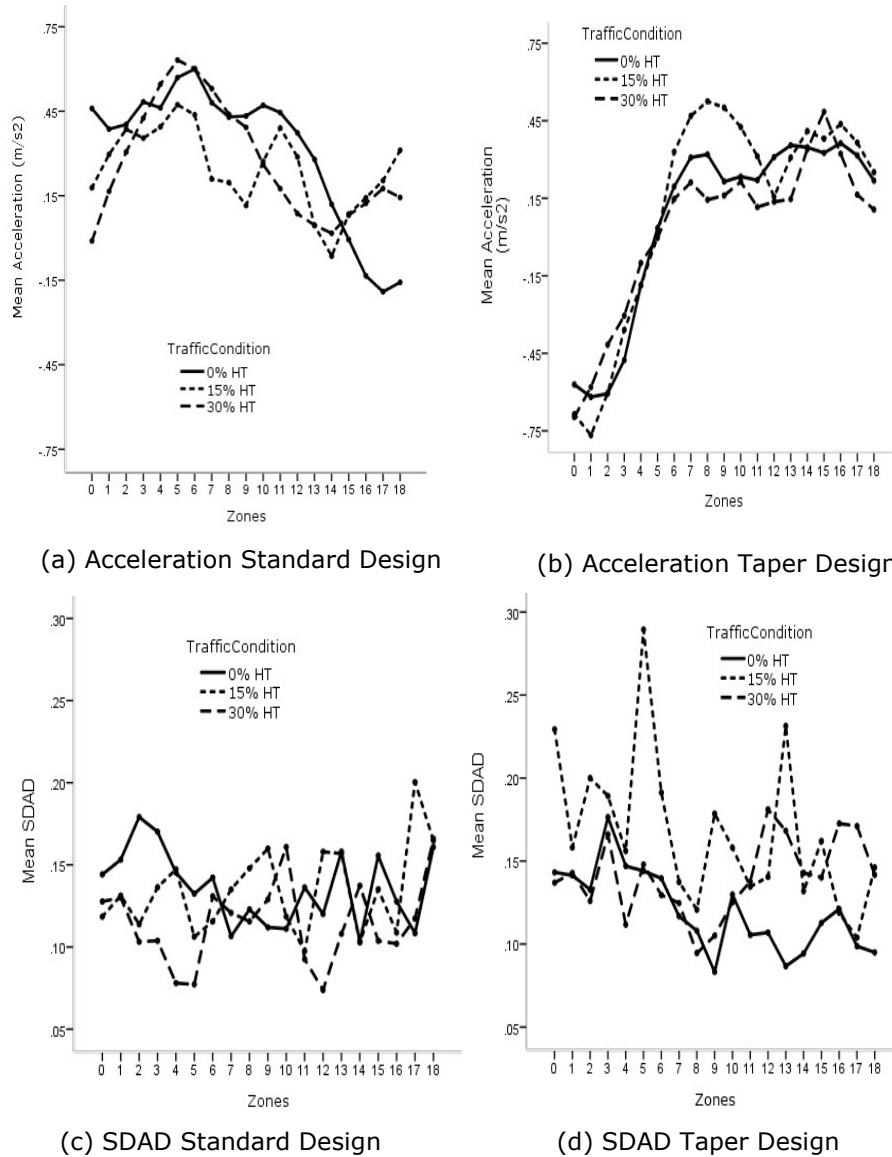 .75
.45
.15
-.15
-.45
-.75
Mean Acceleration (m/s2)
TrafficCondition
0% HT
15% HT
30% HT
0 1 2 3 4 5 6 7 8 9 10 11 12 13 14 15 16 17 18
Zones
(a) Acceleration Standard Design
.75
.45
.15
-.15
-.45
-.75
Mean Acceleration
(m/s2)
TrafficCondition
0% HT
15% HT
30% HT
0 1 2 3 4 5 6 7 8 9 10 11 12 13 14 15 16 17 18
Zones
(b) Acceleration Taper Design
.30
.25
.20
.15
.10
.05
Mean SDAD
TrafficCondition
0% HT
15% HT
30% HT
0 1 2 3 4 5 6 7 8 9 10 11 12 13 14 15 16 17 18
Zones
(c) SDAD Standard Design
.30
.25
.20
.15
.10
.05
Mean SDAD
TrafficCondition
0% HT
15% HT
30% HT
0 1 2 3 4 5 6 7 8 9 10 11 12 13 14 15 16 17 18
Zones
(d) SDAD Taper Design